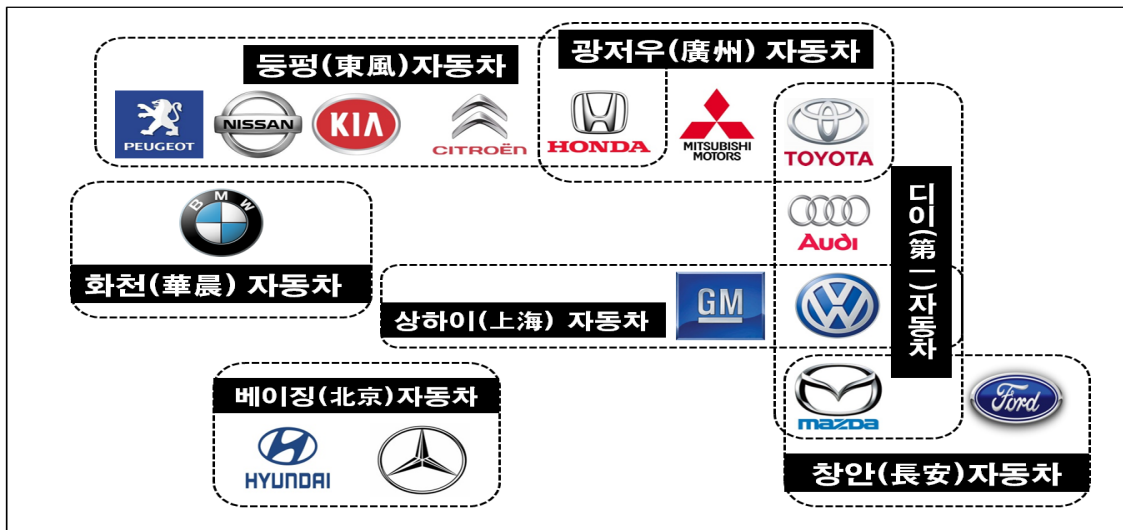 둥펑(東風)자동차
광저우(廣州) 자동차
PEUGEOT
NISSAN
KIA
CITROËN
HONDA
MITSUBISHI
MOTORS
TOYOTA
디이(第一)자동차
BMW
화천(華晨) 자동차
Audi
상하이(上海) 자동차
GM
VW
베이징(北京)자동차
HYUNDAI
mazda
Ford
창안(長安)자동차